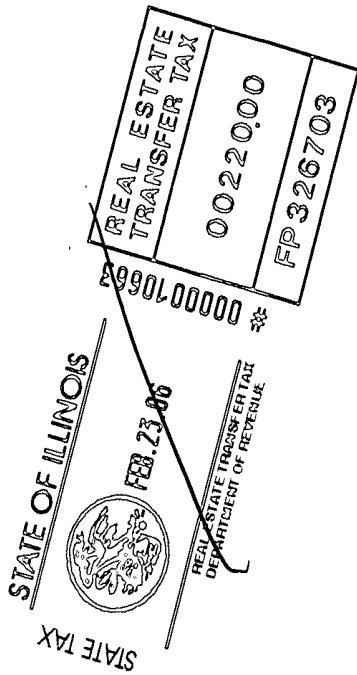 STATE OF ILLINOIS
STATE TAX
FEB.23.06
REAL ESTATE TRANSFER TAX
DEPARTMENT OF REVENUE
# 0000010663
REAL ESTATE
TRANSFER TAX
0022000
FP326703